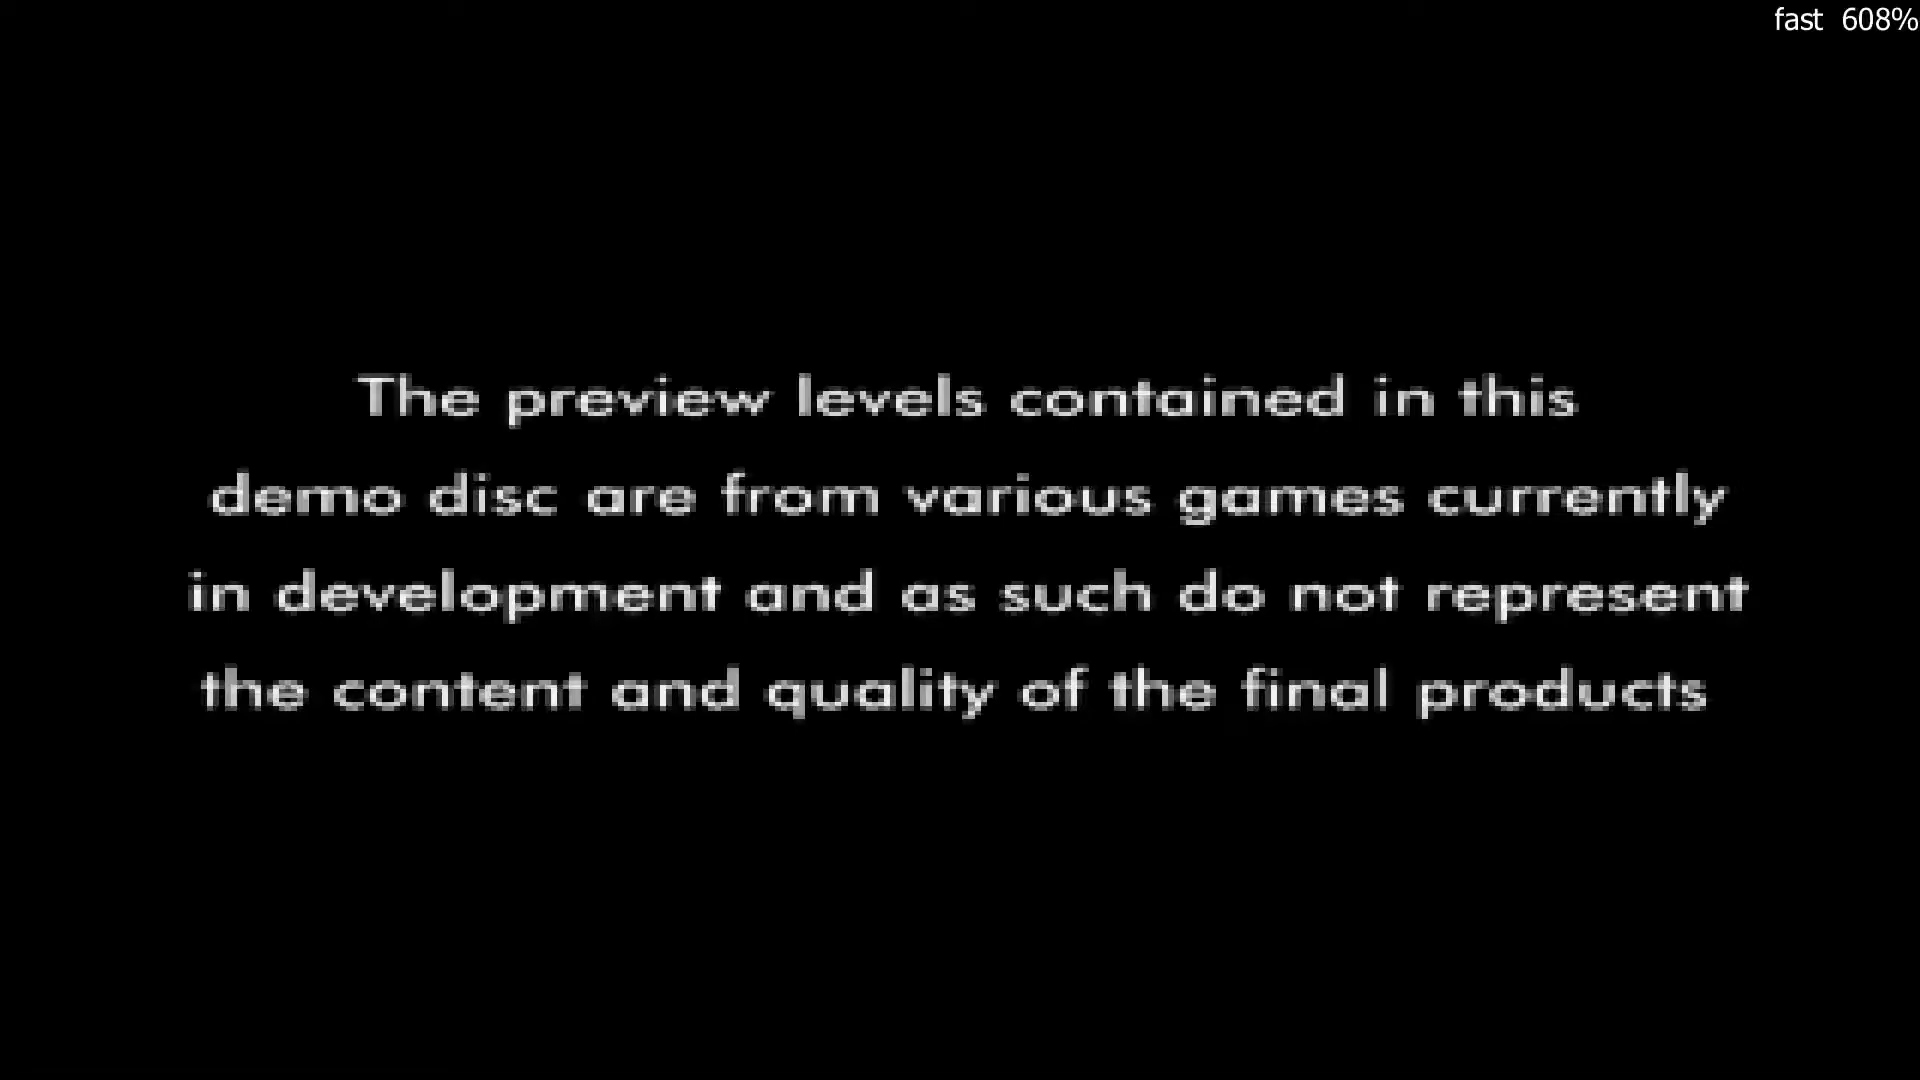 fast 608%
The preview levels contained in this
demo disc are from various games currently
in development and as such do not represent
the content and quality of the final products